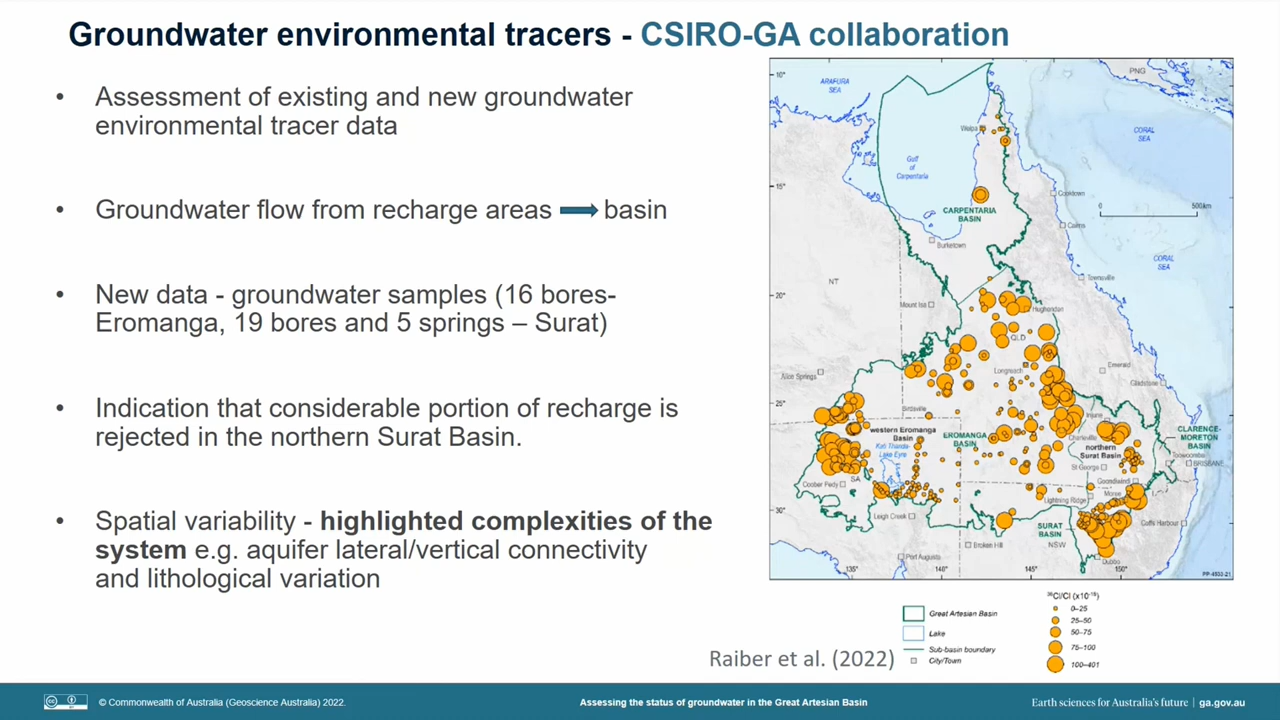 Groundwater environmental tracers - CSIRO-GA collaboration
• Assessment of existing and new groundwater
environmental tracer data
• Groundwater flow from recharge areas ➡ basin
• New data - groundwater samples (16 bores-
Eromanga, 19 bores and 5 springs – Surat)
• Indication that considerable portion of recharge is
rejected in the northern Surat Basin.
• Spatial variability - highlighted complexities of the
system e.g. aquifer lateral/vertical connectivity
and lithological variation
10°
ARAFURA
SEA
PNG
Weipa
CORAL
SEA
Gulf
of
Carpentaria
15°
Cooktown
CARPENTARIA
BASIN
0
500km
Cairns
Burketown
CORAL
SEA
NT
Townsville
20°
Mount Isa
Hughenden
QLD
Longreach
Emerald
Alice Springs
Gladstone
25°
Birdsville
Injune
western Eromanga
Basin
EROMANGA
BASIN
Charleville
northern
Surat Basin
CLARENCE-
MORETON
BASIN
Kati Thanda-
Lake Eyre
Toowoomba
BRISBANE
St George
Coober Pedy
SA
Goondiwindi
Moree
Lightning Ridge
30°
Leigh Creek
Coffs Harbour
SURAT
BASIN
NSW
Broken Hill
Port Augusta
Dubbo
135°
140°
145°
150°
PP-4933-21
Great Artesian Basin
Lake
Sub-basin boundary
City/Town
0–25
25–50
50–75
75–100
100–401
Raiber et al. (2022)
© Commonwealth of Australia (Geoscience Australia) 2022.
Assessing the status of groundwater in the Great Artesian Basin
Earth sciences for Australia's future | ga.gov.au